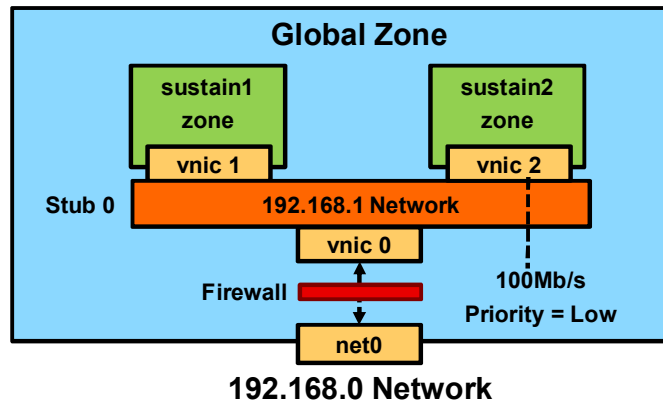 Global Zone
sustain1
zone
sustain2
zone
vnic 1
vnic 2
Stub 0
192.168.1 Network
vnic 0
100Mb/s
Firewall
Priority = Low
net0
192.168.0 Network